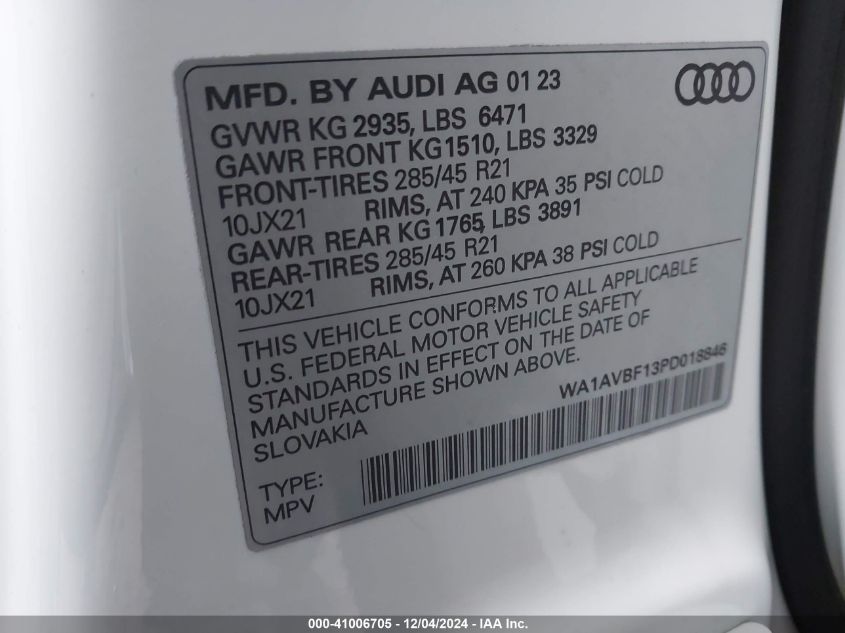 MFD. BY AUDI AG 01 23
GVWR KG 2935, LBS 6471
GAWR FRONT KG 1510, LBS 3329
FRONT-TIRES 285/45 R21
10JX21 RIMS, AT 240 KPA 35 PSI COLD
GAWR REAR KG 1765, LBS 3891
REAR-TIRES 285/45 R21
10JX21 RIMS, AT 260 KPA 38 PSI COLD
THIS VEHICLE CONFORMS TO ALL APPLICABLE
U.S. FEDERAL MOTOR VEHICLE SAFETY
STANDARDS IN EFFECT ON THE DATE OF
MANUFACTURE SHOWN ABOVE.
SLOVAKIA
WA1AVBF13PD018846
TYPE:
MPV
000-41006705 - 12/04/2024 - IAA Inc.